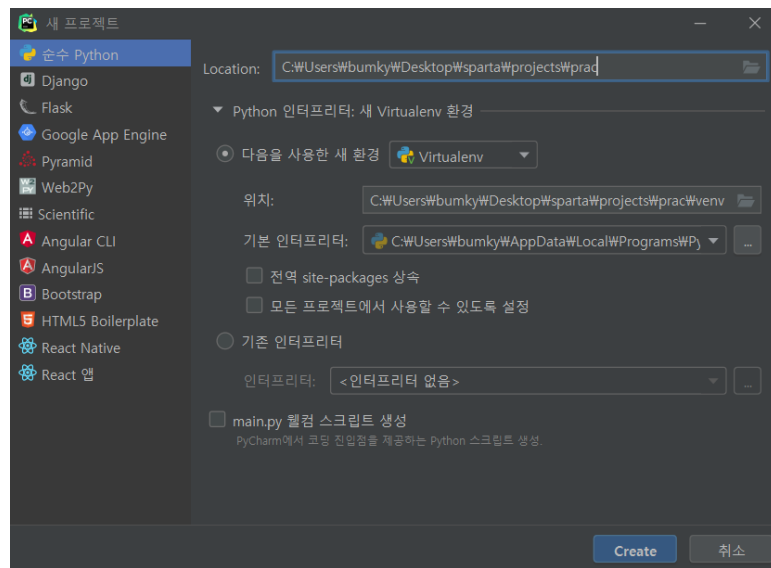 새 프로젝트
순수 Python
Django
Flask
Google App Engine
Pyramid
Web2Py
Scientific
Angular CLI
AngularJS
Bootstrap
HTML5 Boilerplate
React Native
React 앱
Location: C:₩Users₩bumky₩Desktop₩sparta₩projects₩prac
Python 인터프리터: 새 Virtualenv 환경
다음을 사용한 새 환경 Virtualenv
위치: C:₩Users₩bumky₩Desktop₩sparta₩projects₩prac₩venv
기본 인터프리터: C:₩Users₩bumky₩AppData₩Local₩Programs₩Py ...
전역 site-packages 상속
모든 프로젝트에서 사용할 수 있도록 설정
기존 인터프리터
인터프리터: <인터프리터 없음> ...
main.py 웰컴 스크립트 생성
PyCharm에서 코딩 진입점을 제공하는 Python 스크립트 생성.
Create 취소